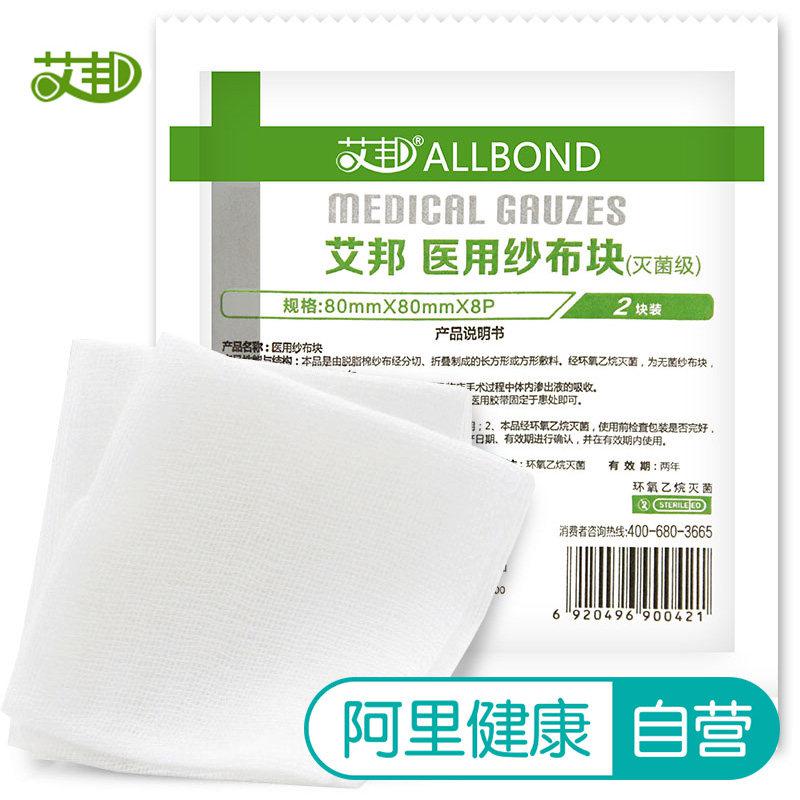 艾邦
艾邦® ALLBOND
MEDICAL GAUZES
艾邦 医用纱布块(灭菌级)
规格:80mmX80mmX8P
2块装
产品说明书
产品名称：医用纱布块
本品是由脱脂棉纱布经分切、折叠制成的长方形或方形敷料。经环氧乙烷灭菌，为无菌纱布块，
手术过程中体内渗出液的吸收。
医用胶带固定于患处即可。
2、本品经环氧乙烷灭菌，使用前检查包装是否完好，
日期、有效期进行确认，并在有效期内使用。
：环氧乙烷灭菌 有 效 期：两年
环氧乙烷灭菌
STERILE EO
消费者咨询热线:400-680-3665
00
6 920496 900421
阿里健康 自营